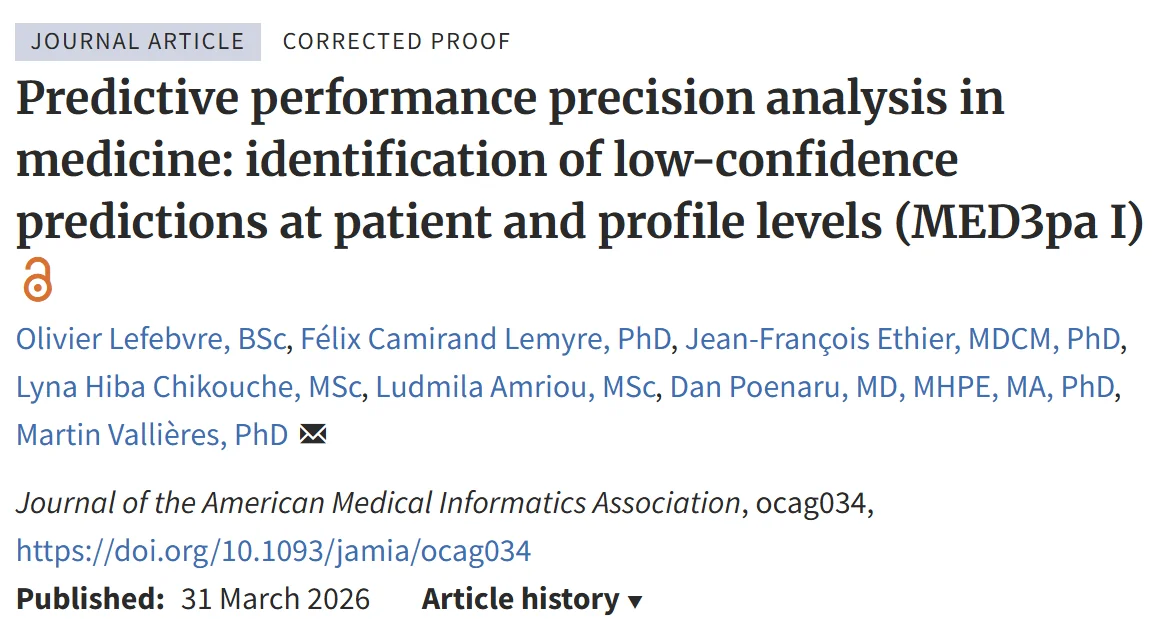 JOURNAL ARTICLE CORRECTED PROOF
Predictive performance precision analysis in
medicine: identification of low-confidence
predictions at patient and profile levels (MED3pa I)
Olivier Lefebvre, BSc, Félix Camirand Lemyre, PhD, Jean-François Ethier, MDCM, PhD,
Lyna Hiba Chikouche, MSc, Ludmila Amriou, MSc, Dan Poenaru, MD, MHPE, MA, PhD,
Martin Vallières, PhD
Journal of the American Medical Informatics Association, ocag034,
https://doi.org/10.1093/jamia/ocag034
Published: 31 March 2026 Article history ▼